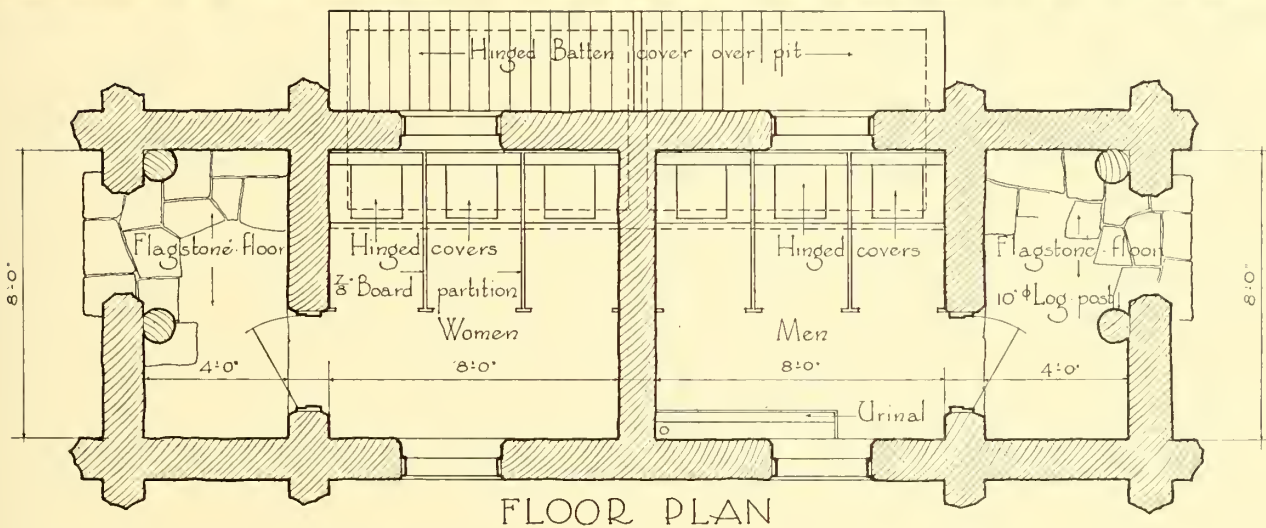 Hinged Batten cover over pit
Flagstone floor
Hinged covers
Hinged covers
Flagstone floor
7/8" Board partition
10" ϕ Log post
8'-0"
8'-0"
Women
Men
4'-0"
8'-0"
8'-0"
4'-0"
Urinal
FLOOR PLAN